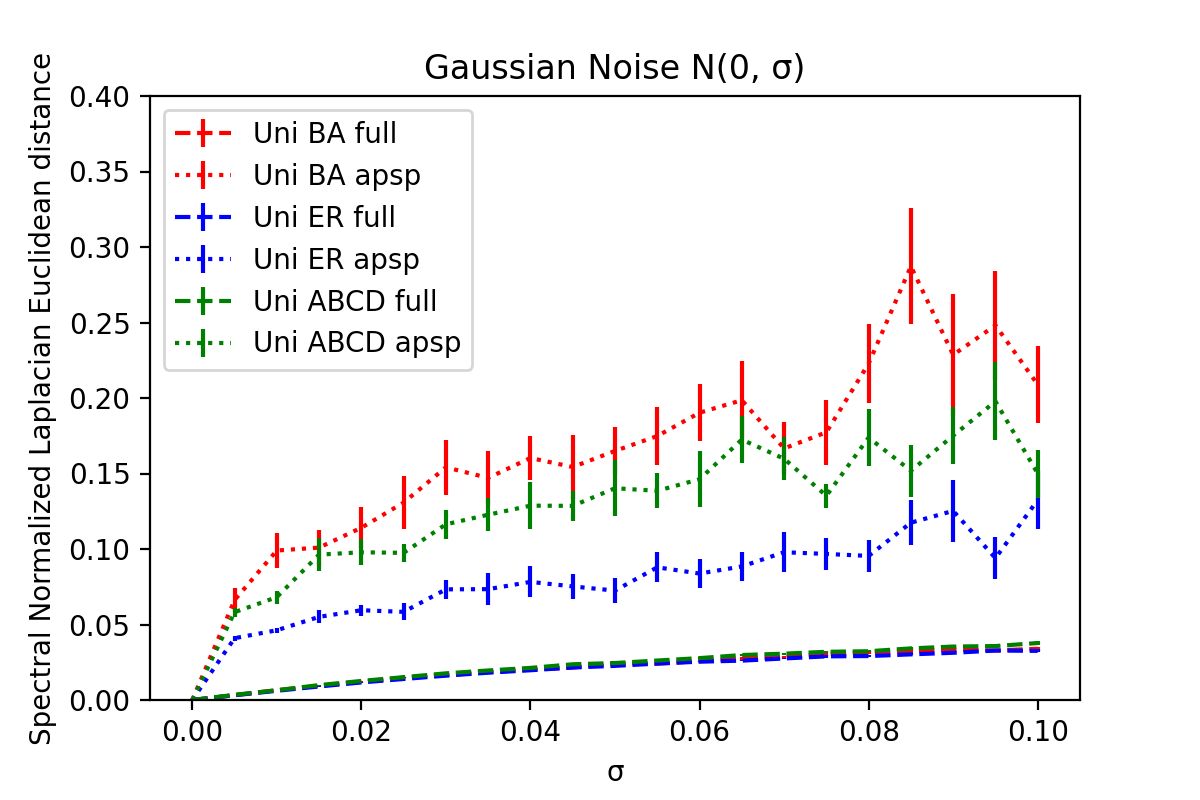 Gaussian Noise N(0, σ)
Spectral Normalized Laplacian Euclidean distance
0.40
0.35
0.30
0.25
0.20
0.15
0.10
0.05
0.00
Uni BA full
Uni BA apsp
Uni ER full
Uni ER apsp
Uni ABCD full
Uni ABCD apsp
0.00 0.02 0.04 0.06 0.08 0.10
σ